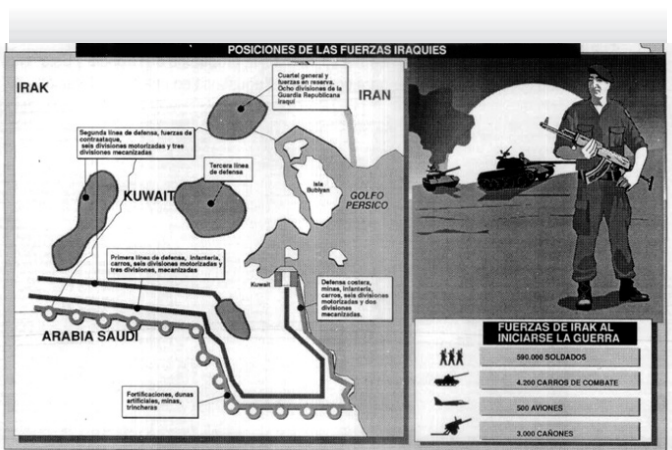 POSICIONES DE LAS FUERZAS IRAQUIES
IRAK
Cuartel general y
fuerzas en reserva.
Ocho divisiones de la
Guardia Republicana
iraquí
IRAN
Segunda línea de defensa, fuerzas de
contraataque,
seis divisiones motorizadas y tres
divisiones mecanizadas
Tercera línea
de defensa
KUWAIT
Isla
Bubiyan
GOLFO
PERSICO
Primera línea de defensa, infantería,
carros, seis divisiones motorizadas y
tres divisiones, mecanizadas
Kuwait
Defensa costera,
minas, infantería,
carros, seis divisiones
motorizadas y dos
divisiones
mecanizadas.
ARABIA SAUDI
Fortificaciones, dunas
artificiales, minas,
trincheras
FUERZAS DE IRAK AL
INICIARSE LA GUERRA
590.000 SOLDADOS
4.200 CARROS DE COMBATE
500 AVIONES
3.000 CAÑONES